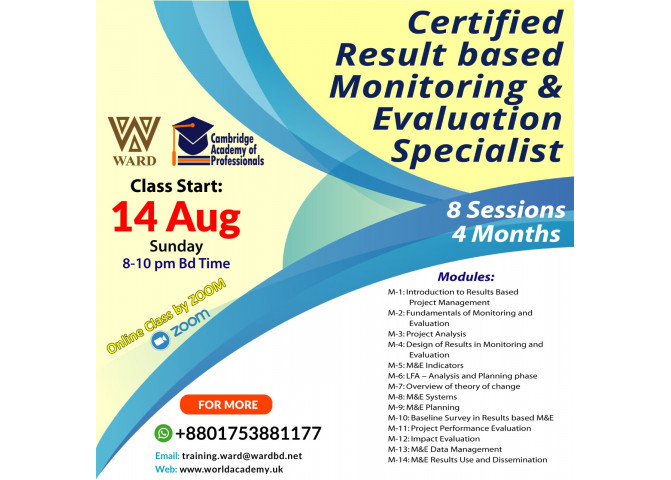 Certified
Result based
Monitoring &
Evaluation
Specialist
WARD
Cambridge
Academy of
Professionals
Class Start:
14 Aug
Sunday
8-10 pm Bd Time
8 Sessions
4 Months
Online Class by ZOOM
zoom
Modules:
M-1: Introduction to Results Based
Project Management
M-2: Fundamentals of Monitoring and
Evaluation
M-3: Project Analysis
M-4: Design of Results in Monitoring and
Evaluation
M-5: M&E Indicators
M-6: LFA – Analysis and Planning phase
M-7: Overview of theory of change
M-8: M&E Systems
M-9: M&E Planning
M-10: Baseline Survey in Results based M&E
M-11: Project Performance Evaluation
M-12: Impact Evaluation
M-13: M&E Data Management
M-14: M&E Results Use and Dissemination
FOR MORE
+8801753881177
Email: training.ward@wardbd.net
Web: www.worldacademy.uk